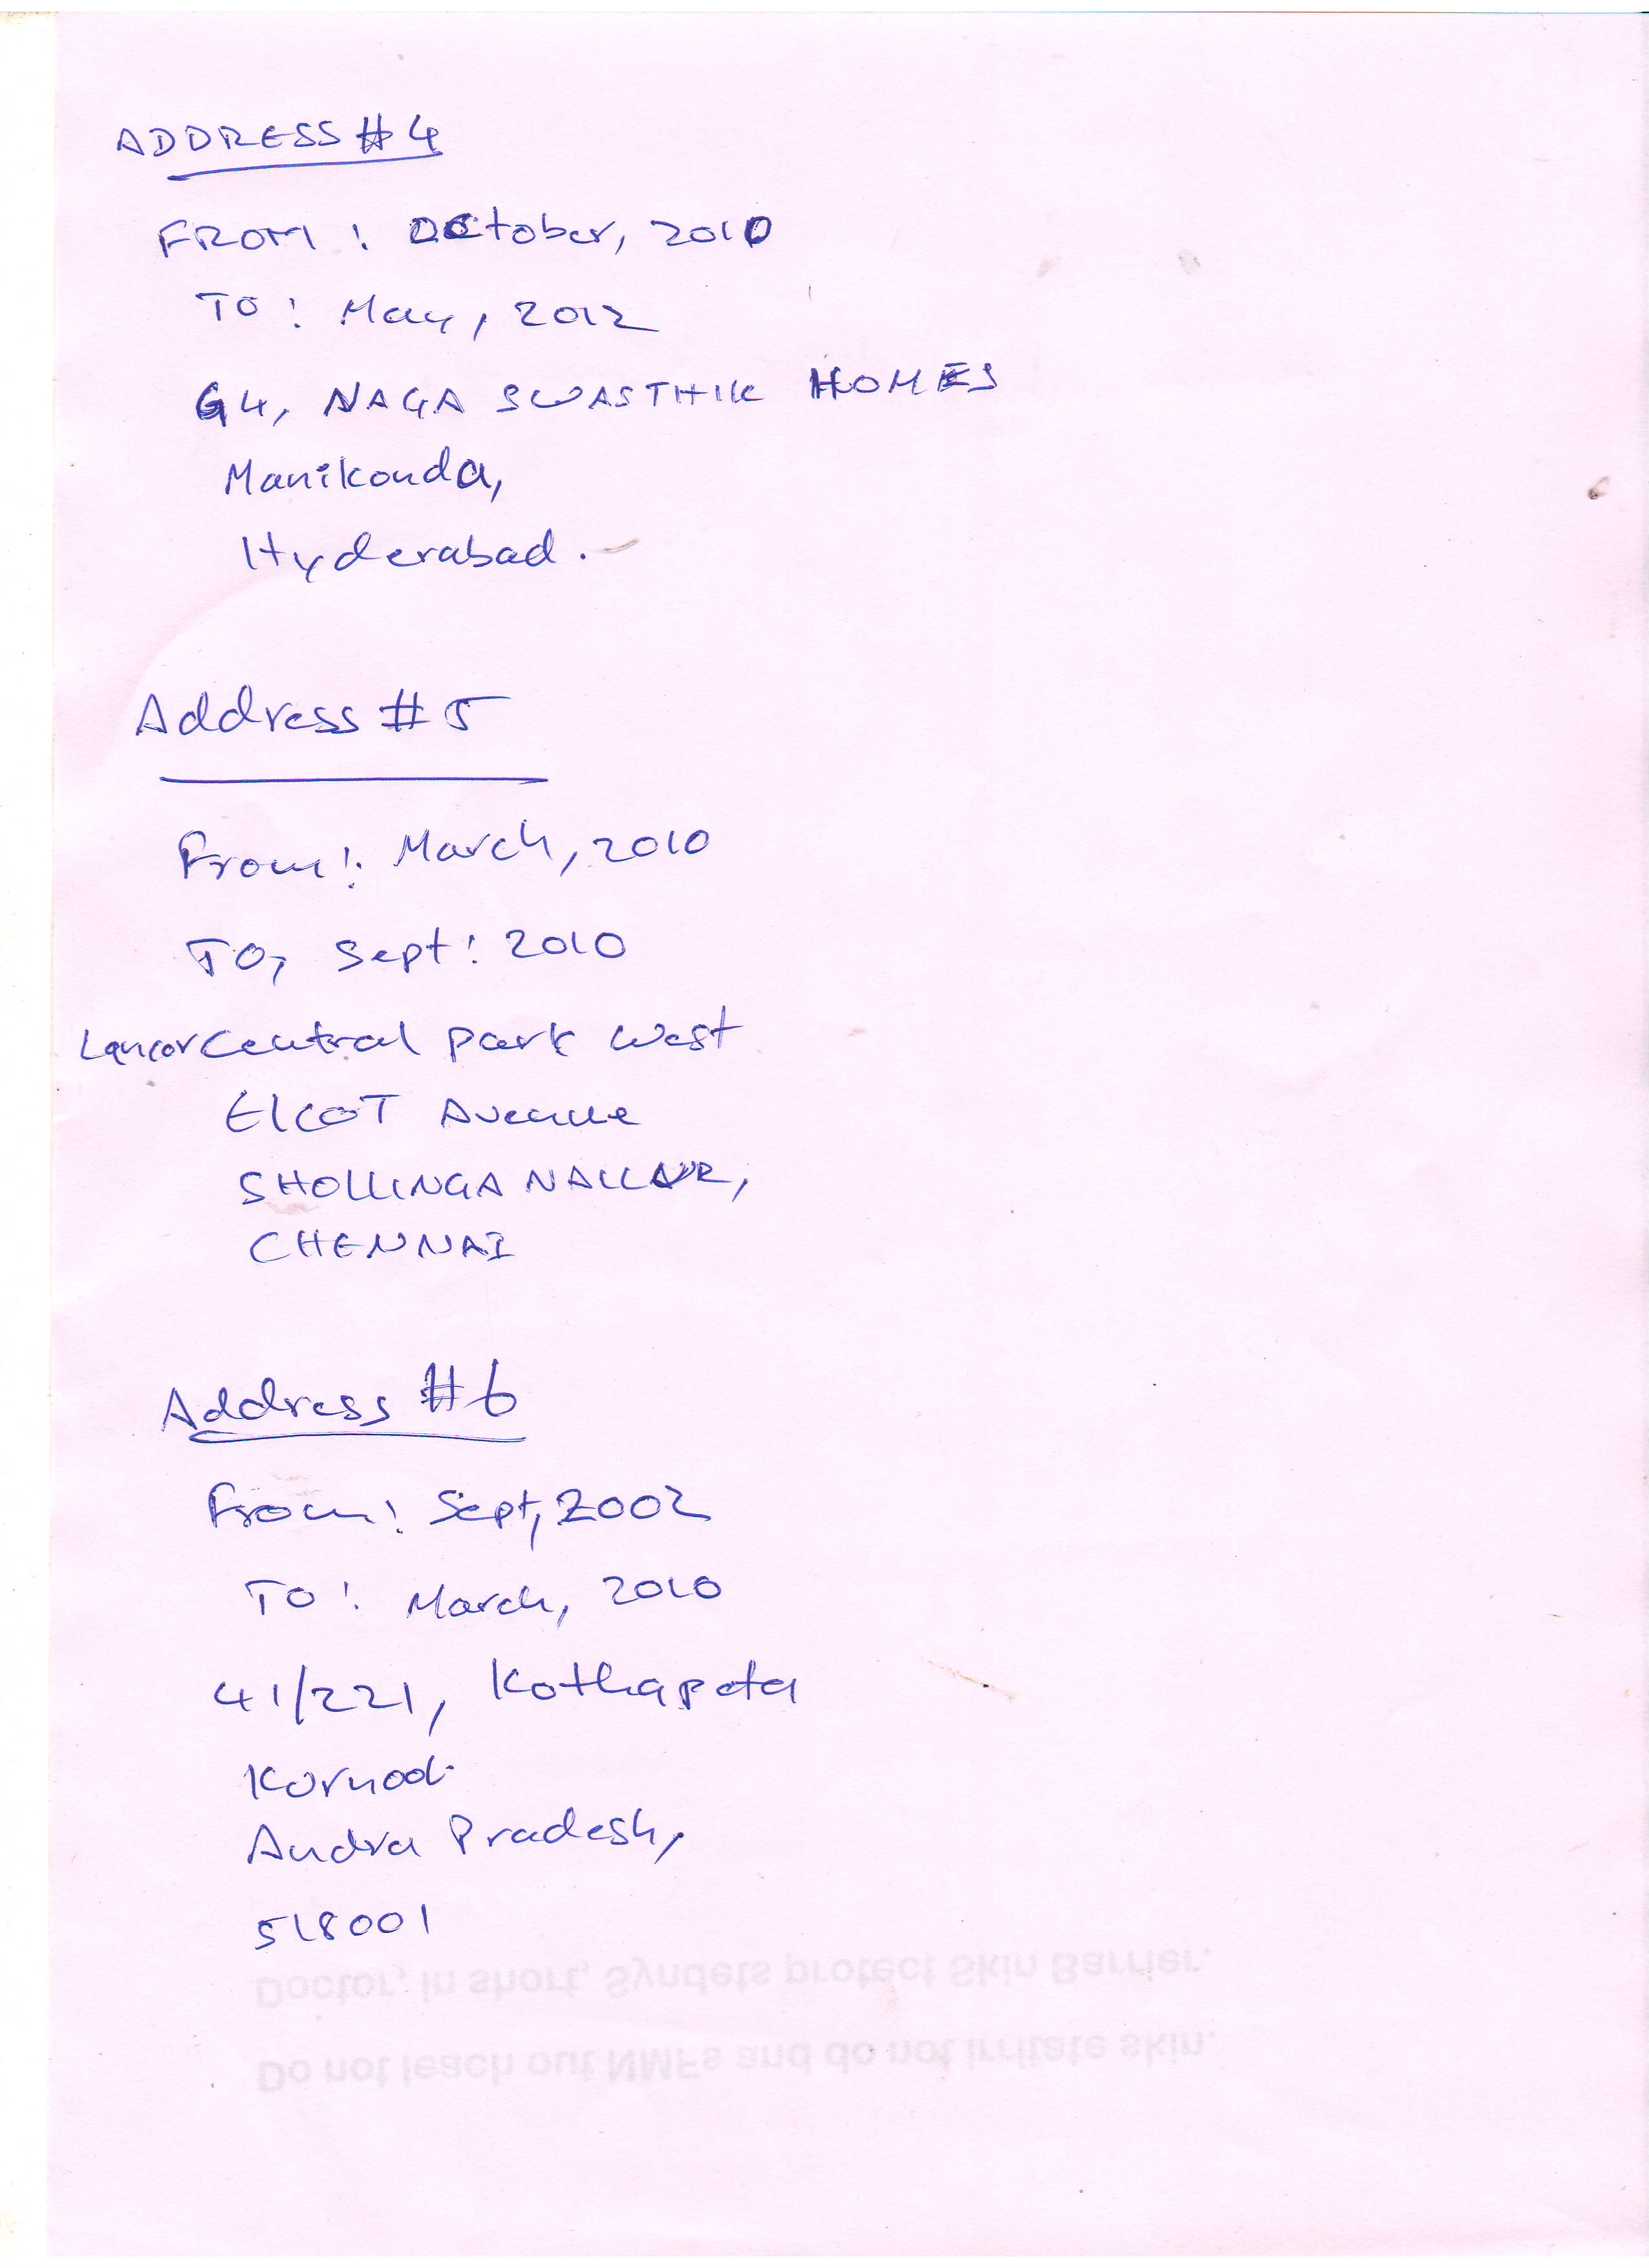 ADDRESS #4
FROM: October, 2010
TO: May, 2012
G4, NAGA SWASTHIK HOMES
Manikonda,
Hyderabad.
Address #5
From: March, 2010
TO, Sept: 2010
Lancor Central park West
ElCOT Avenue
SHOLLINGA NALLUR,
CHENNAI
Address #6
From: Sept, 2002
TO: March, 2010
41/221, Kothapeta
Kurnool.
Andra Pradesh,
518001
Doctor, in short, Syndets protect Skin Barrier.
Do not leach out NMFs and do not irritate skin.